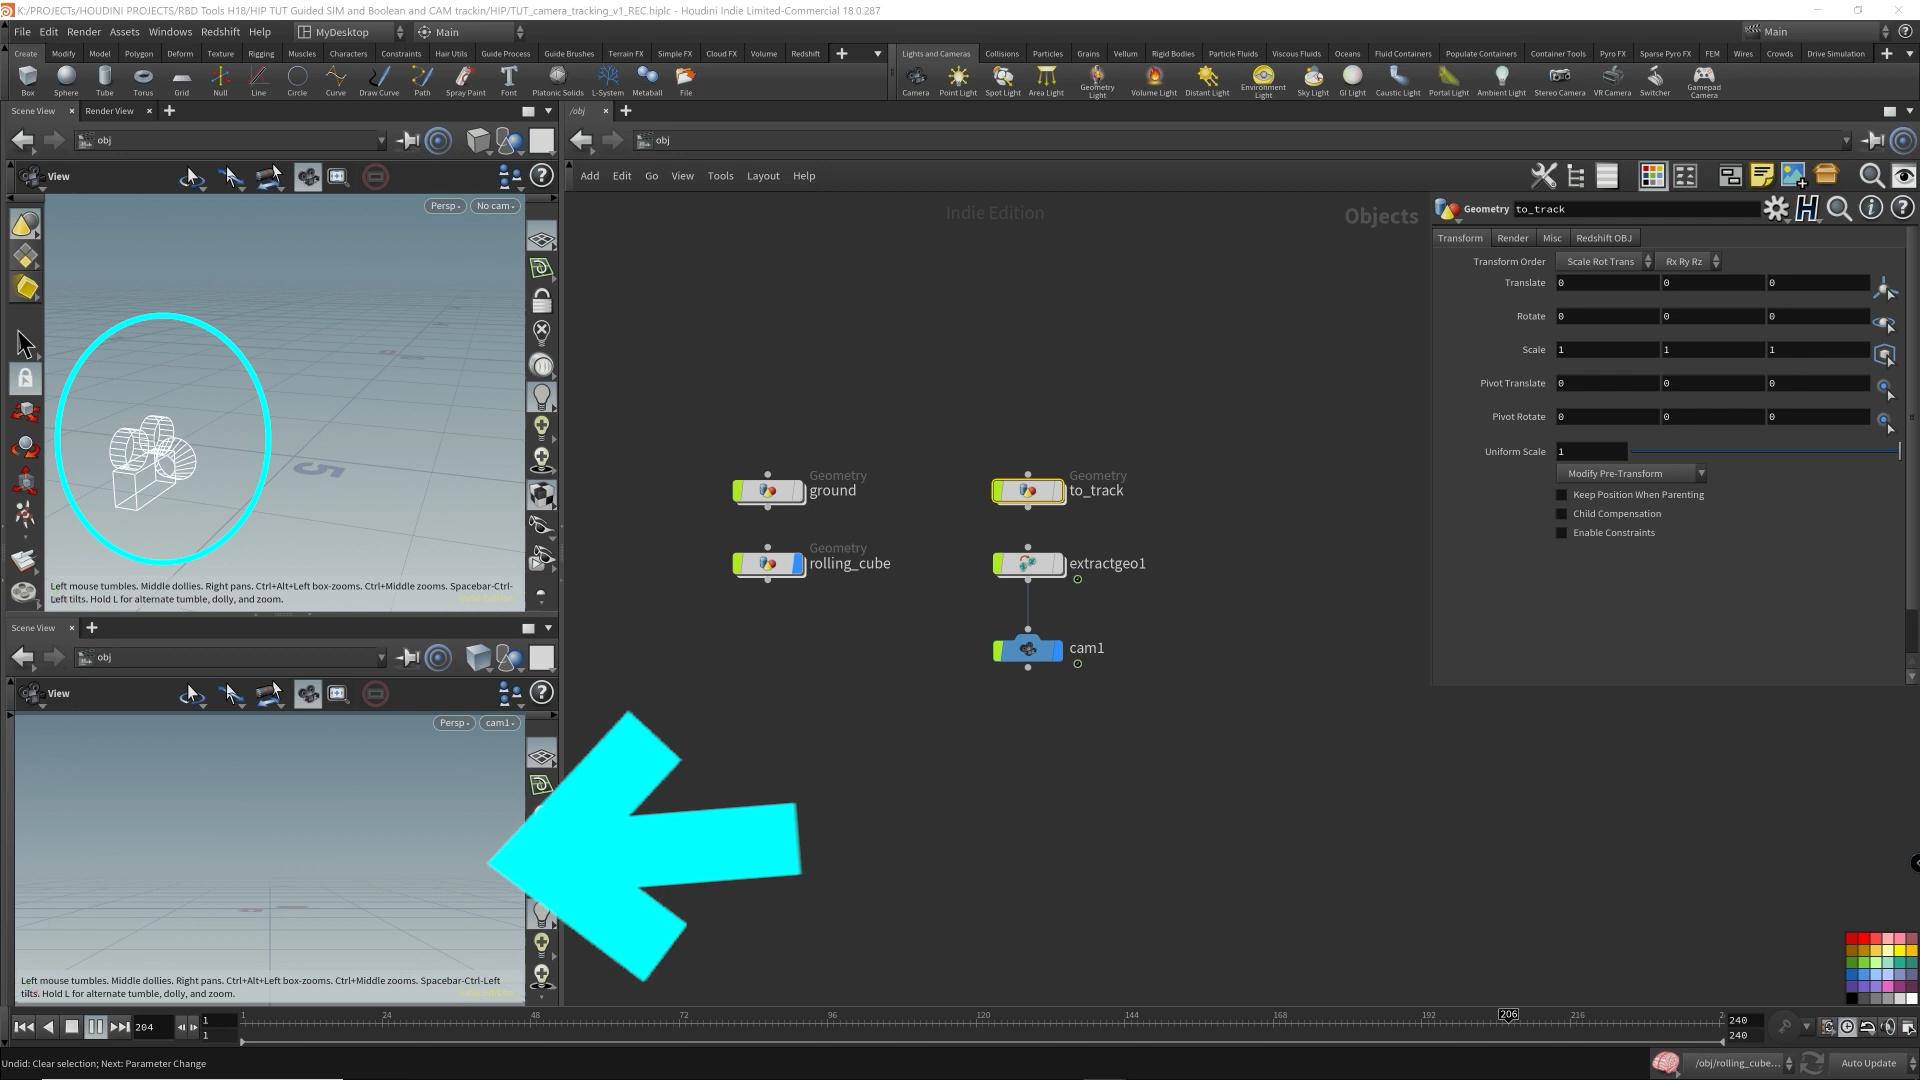 K:/PROJECTs/HOUDINI PROJECTS/RBD Tools H18/HIP TUT Guided SIM and Boolean and CAM trackin/HIP/TUT_camera_tracking_v1_REC.hiplc - Houdini Indie Limited-Commercial 18.0.287
File Edit Render Assets Windows Redshift Help MyDesktop Main Main
Create Modify Model Polygon Deform Texture Rigging Muscles Characters Constraints Hair Utils Guide Process Guide Brushes Terrain FX Simple FX Cloud FX Volume Redshift
Lights and Cameras Collisions Particles Grains Vellum Rigid Bodies Particle Fluids Viscous Fluids Oceans Fluid Containers Populate Containers Container Tools Pyro FX Sparse Pyro FX FEM Wires Crowds Drive Simulation
Box Sphere Tube Torus Grid Null Line Circle Curve Draw Curve Path Spray Paint Font Platonic Solids L-System Metaball File
Camera Point Light Spot Light Area Light Geometry Light Volume Light Distant Light Environment Light Sky Light GI Light Caustic Light Portal Light Ambient Light Stereo Camera VR Camera Switcher Gamepad Camera
Scene View Render View
/obj
obj
obj
View
Add Edit Go View Tools Layout Help
Persp No cam
5
Left mouse tumbles. Middle dollies. Right pans. Ctrl+Alt+Left box-zooms. Ctrl+Middle zooms. Spacebar-Ctrl-
Left tilts. Hold L for alternate tumble, dolly, and zoom.
Scene View
obj
View
Persp cam1
Left mouse tumbles. Middle dollies. Right pans. Ctrl+Alt+Left box-zooms. Ctrl+Middle zooms. Spacebar-Ctrl-Left
tilts. Hold L for alternate tumble, dolly, and zoom.
Indie Edition
Objects
Geometry
ground
Geometry
to_track
Geometry
rolling_cube
extractgeo1
cam1
Geometry to_track
Transform Render Misc Redshift OBJ
Transform Order Scale Rot Trans Rx Ry Rz
Translate 0 0 0
Rotate 0 0 0
Scale 1 1 1
Pivot Translate 0 0 0
Pivot Rotate 0 0 0
Uniform Scale 1
Modify Pre-Transform
Keep Position When Parenting
Child Compensation
Enable Constraints
204
1
1
1 24 48 72 96 120 144 168 206 216 2
240
240
Undid: Clear selection; Next: Parameter Change
/obj/rolling_cube...
Auto Update